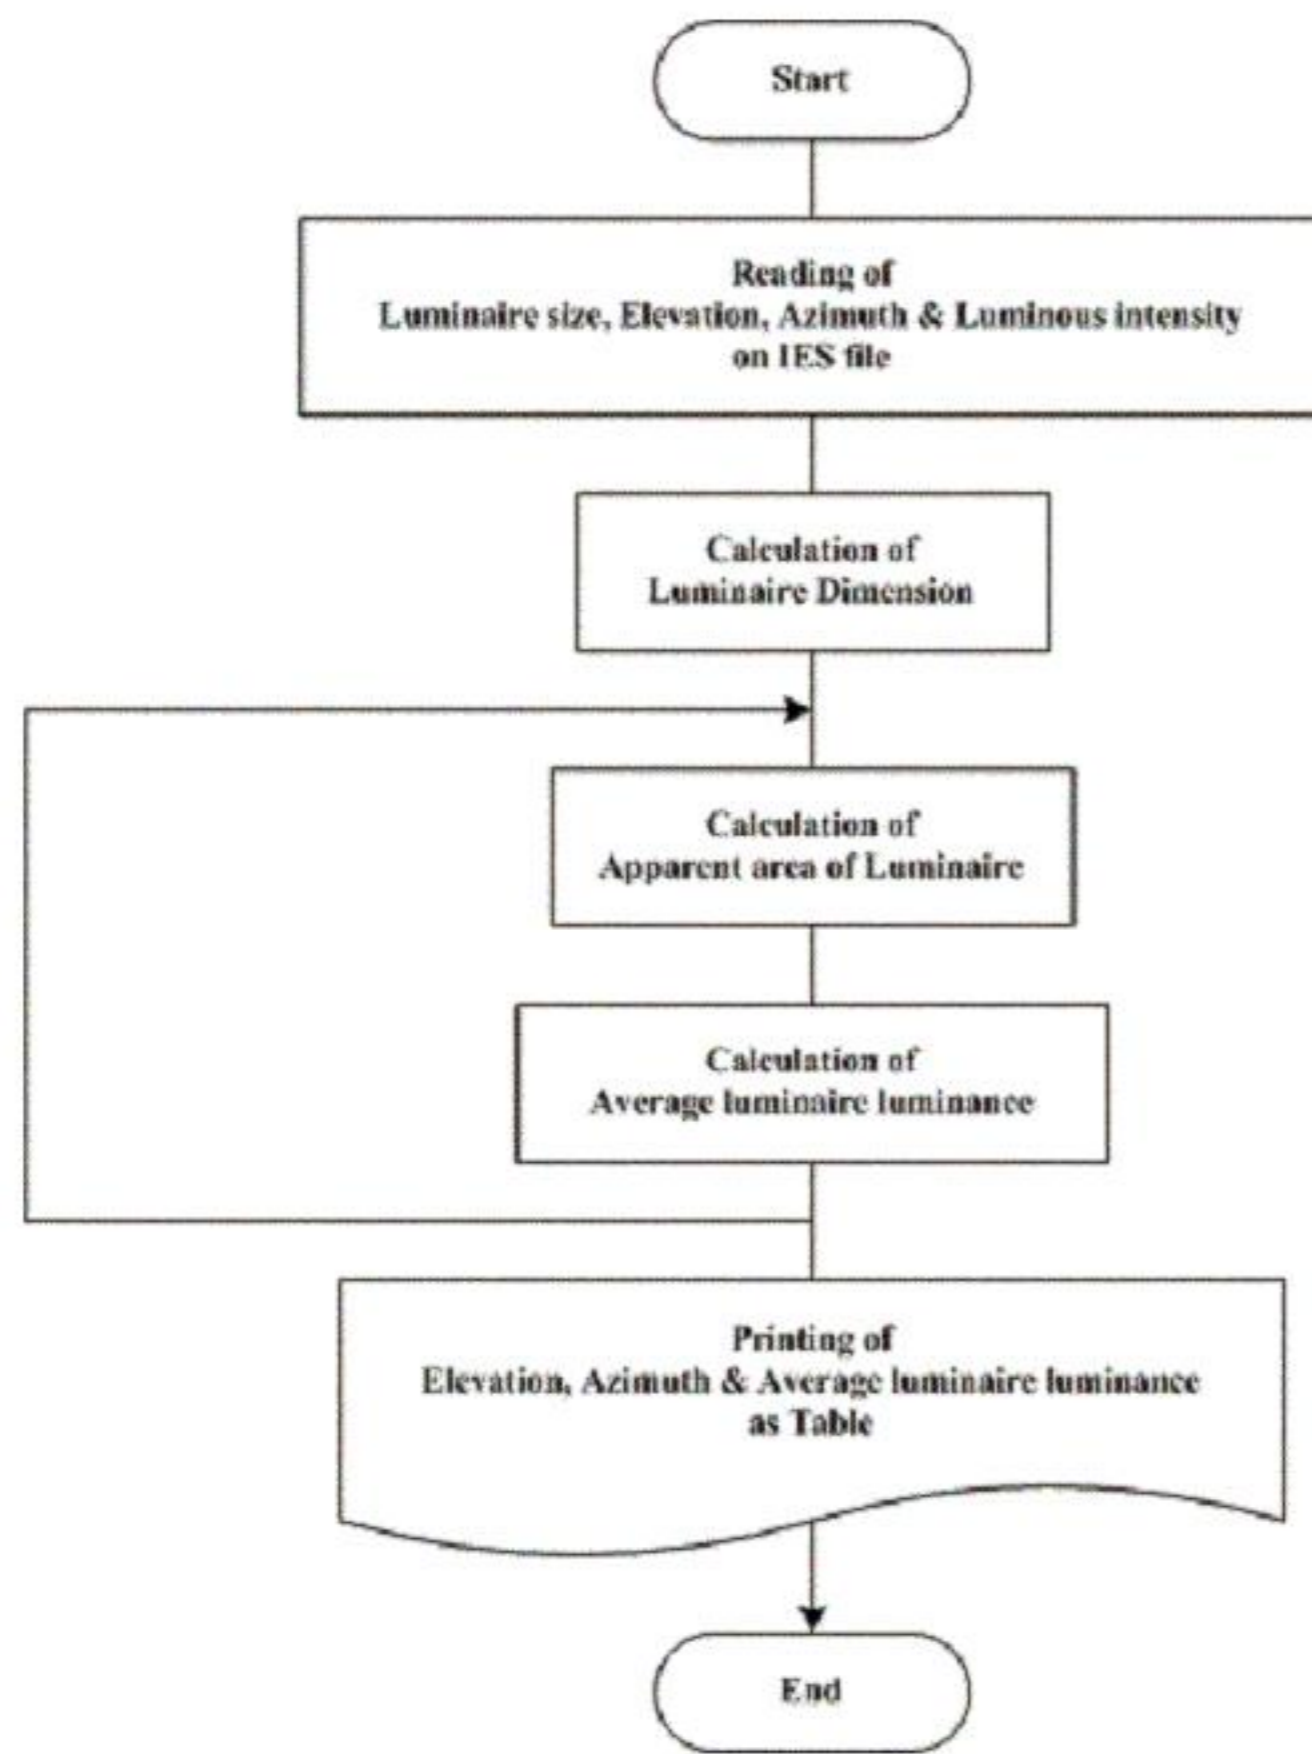 Start
Reading of
Luminaire size, Elevation, Azimuth & Luminous intensity
on IES file
Calculation of
Luminaire Dimension
Calculation of
Apparent area of Luminaire
Calculation of
Average luminaire luminance
Printing of
Elevation, Azimuth & Average luminaire luminance
as Table
End